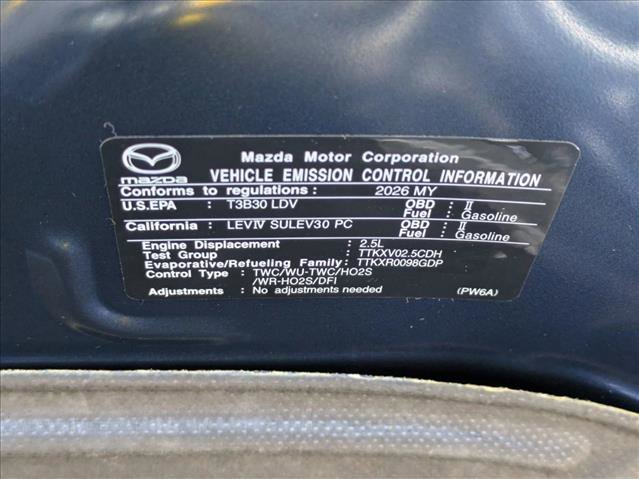 mazda
Mazda Motor Corporation
VEHICLE EMISSION CONTROL INFORMATION
Conforms to regulations : 2026 MY
U.S.EPA : T3B30 LDV OBD : II
Fuel : Gasoline
California : LEVIV SULEV30 PC OBD : II
Fuel : Gasoline
Engine Displacement : 2.5L
Test Group : TTKXV02.5CDH
Evaporative/Refueling Family: TTKXR0098GDP
Control Type : TWC/WU-TWC/HO2S
/WR-HO2S/DFI
Adjustments : No adjustments needed (PW6A)